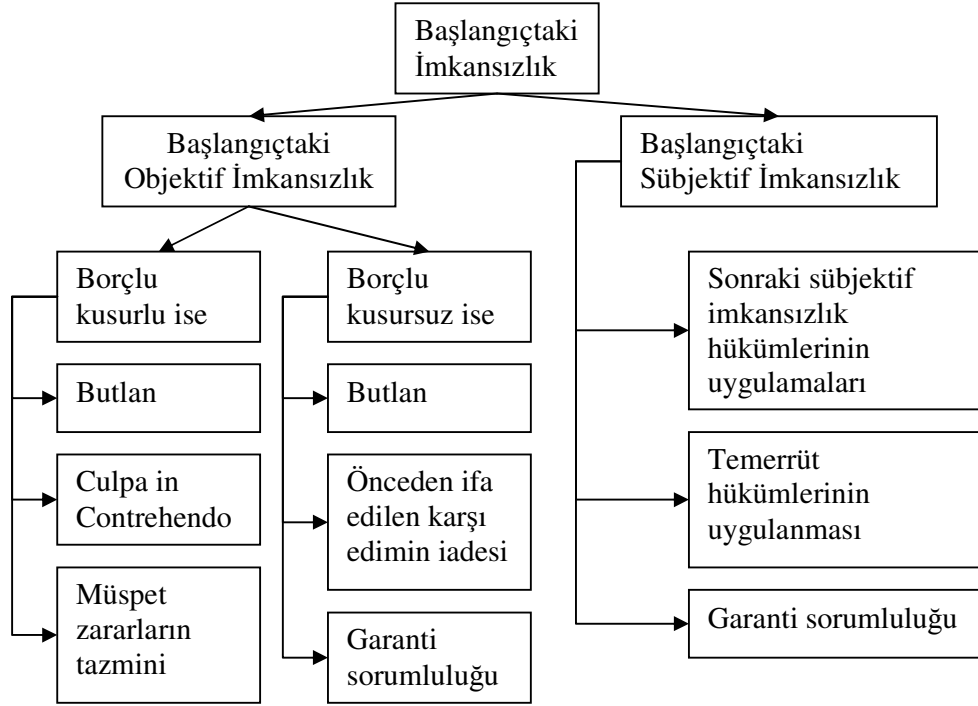 Başlangıçtaki
İmkansızlık
Başlangıçtaki
Objektif İmkansızlık
Başlangıçtaki
Sübjektif İmkansızlık
Borçlu
kusurlu ise
Butlan
Culpa in
Contrehendo
Müspet
zararların
tazmini
Borçlu
kusursuz ise
Butlan
Önceden ifa
edilen karşı
edimin iadesi
Garanti
sorumluluğu
Sonraki sübjektif
imkansızlık
hükümlerinin
uygulamaları
Temerrüt
hükümlerinin
uygulanması
Garanti sorumluluğu